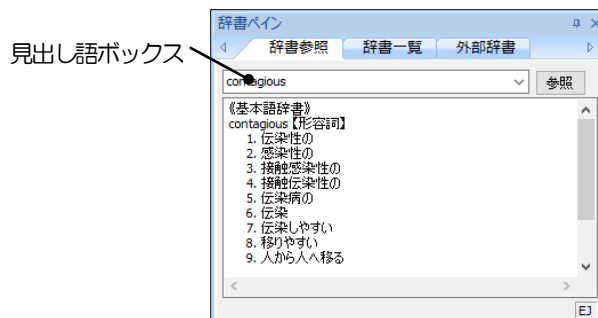 辞書ペイン
辞書参照 辞書一覧 外部辞書
見出し語ボックス
contagious 参照
《基本語辞書》
contagious【形容詞】
1. 伝染性の
2. 感染性の
3. 接触感染性の
4. 接触伝染性の
5. 伝染病の
6. 伝染
7. 伝染しやすい
8. 移りやすい
9. 人から人へ移る
EJ